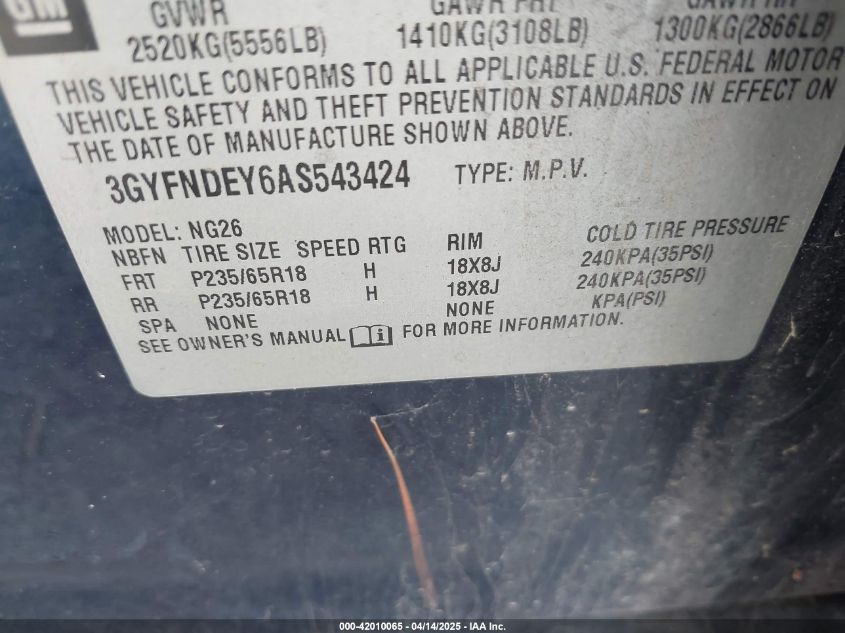 GM
GVWR GAWR FRT GAWR RR
2520KG(5556LB) 1410KG(3108LB) 1300KG(2866LB)
THIS VEHICLE CONFORMS TO ALL APPLICABLE U.S. FEDERAL MOTOR
VEHICLE SAFETY AND THEFT PREVENTION STANDARDS IN EFFECT ON
THE DATE OF MANUFACTURE SHOWN ABOVE.
3GYFNDEY6AS543424 TYPE: M.P.V.
MODEL: NG26
NBFN TIRE SIZE SPEED RTG RIM COLD TIRE PRESSURE
FRT P235/65R18 H 18X8J 240KPA(35PSI)
RR P235/65R18 H 18X8J 240KPA(35PSI)
SPA NONE NONE KPA(PSI)
SEE OWNER'S MANUAL FOR MORE INFORMATION.
000-42010065 - 04/14/2025 - IAA Inc.